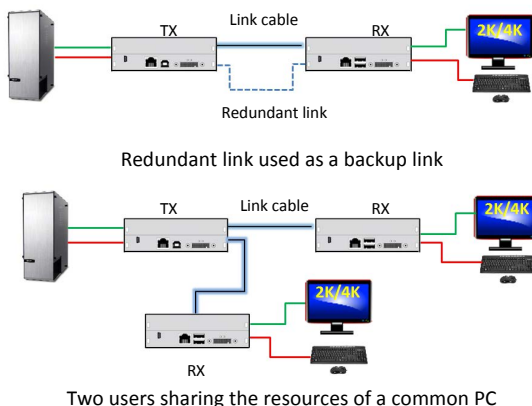 Link cable
TX
RX
2K/4K
Redundant link
Redundant link used as a backup link
TX
Link cable
RX
2K/4K
2K/4K
RX
Two users sharing the resources of a common PC